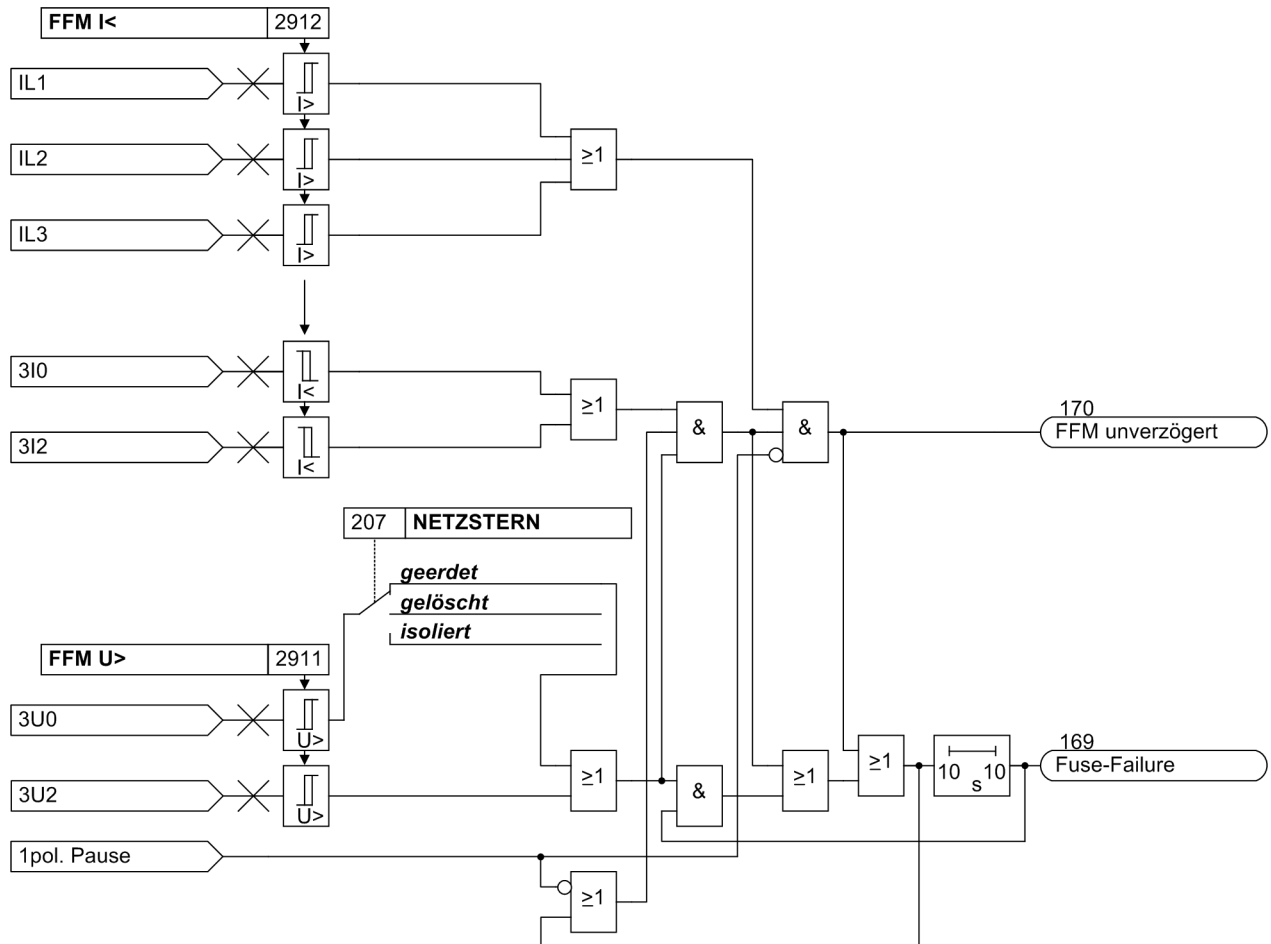 FFM I< 2912
IL1
I>
IL2
I>
≥1
IL3
I>
3I0
I<
≥1
3I2
I<
&
&
170
FFM unverzögert
207 NETZSTERN
geerdet
gelöscht
isoliert
FFM U> 2911
3U0
U>
3U2
U>
≥1
&
≥1
≥1
10 s 10
169
Fuse-Failure
1pol. Pause
≥1